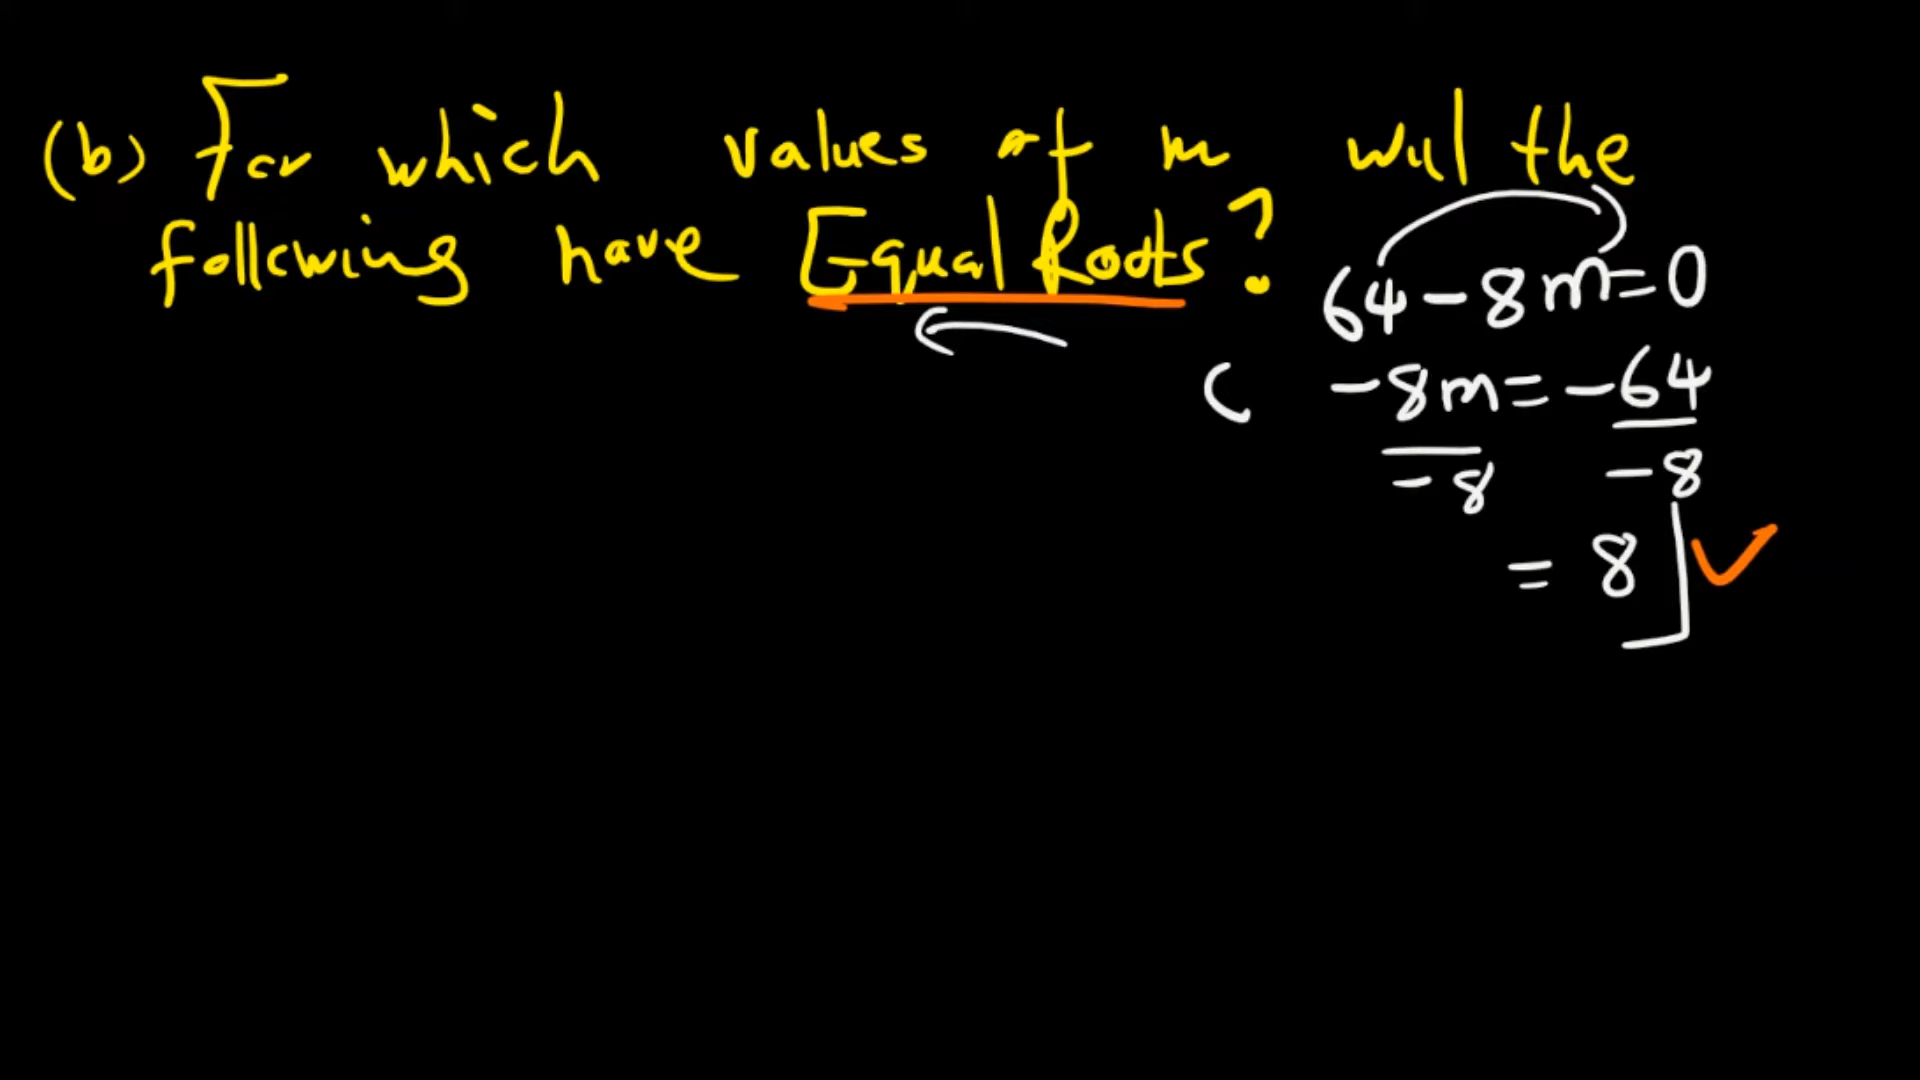 (b) For which values of m will the
following have Equal Roots?
64 - 8m = 0
( -8m = -64
-8 -8
= 8